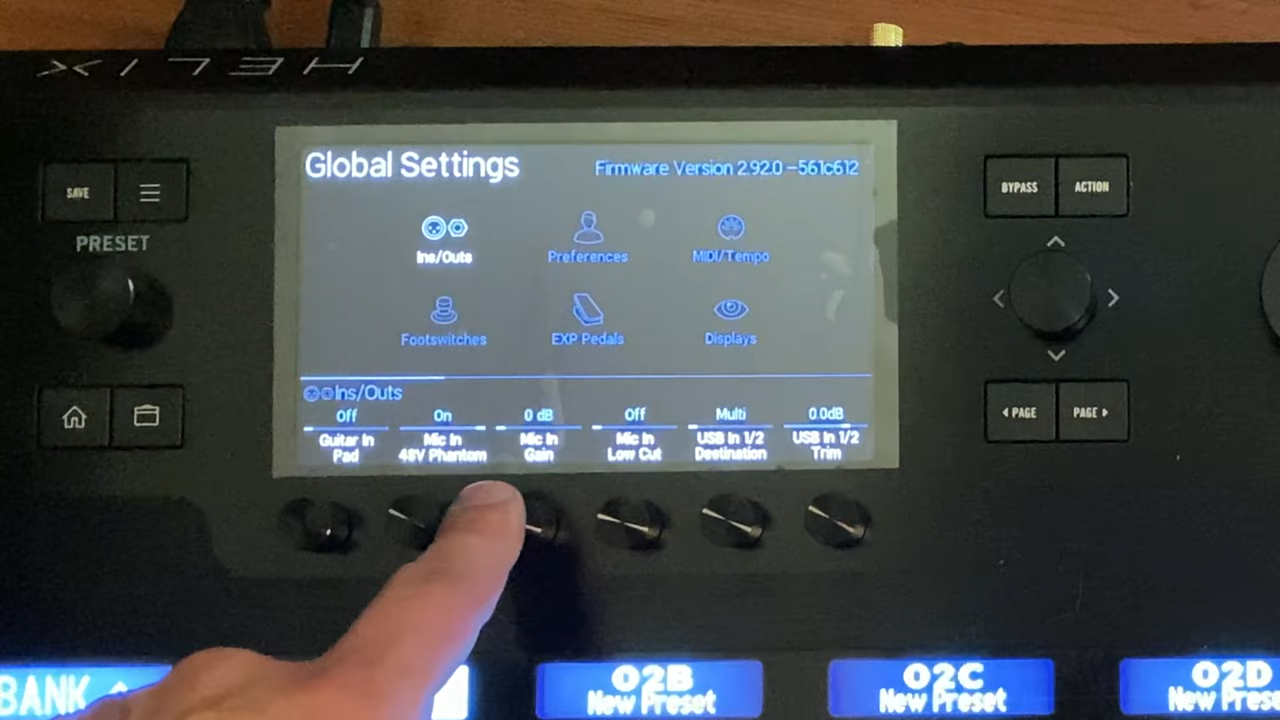 HELIX
Global Settings
Firmware Version 2.92.0 -561c612
SAVE
PRESET
BYPASS
ACTION
Ins/Outs
Preferences
MIDI/Tempo
Footswitches
EXP Pedals
Displays
Ins/Outs
Off
On
0 dB
Off
Multi
0.0dB
Guitar In
Pad
Mic In
48V Phantom
Mic In
Gain
Mic In
Low Cut
USB In 1/2
Destination
USB In 1/2
Trim
PAGE
PAGE
BANK
02B
New Preset
02C
New Preset
02D
New Prese